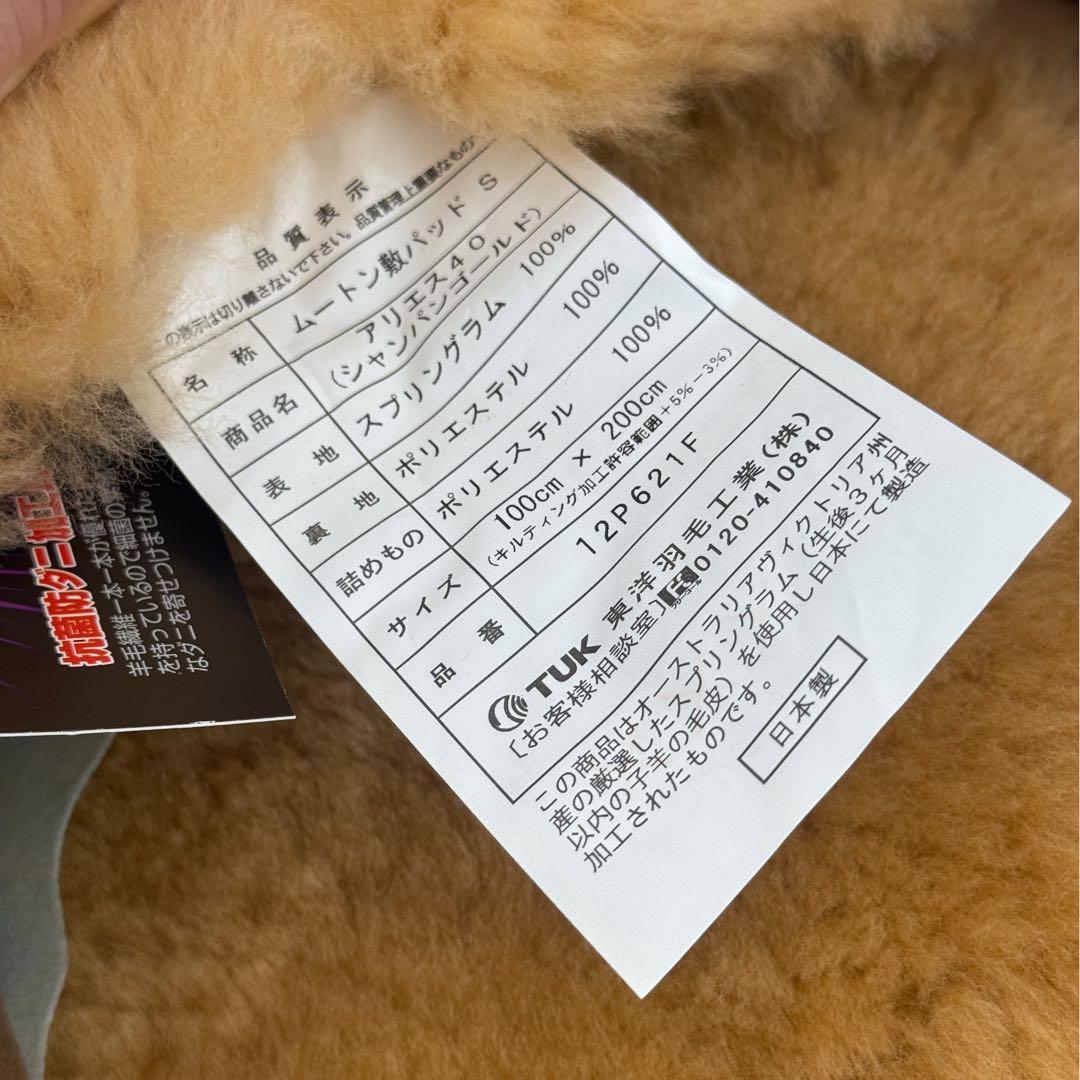 品質表示
の表示は切り離さないで下さい。品質管理上重要なもの
名称 ムートン敷パッド S
商品名 アリエス40
(シャンパンゴールド)
表地 スプリングラム 100%
裏地 ポリエステル 100%
詰めもの ポリエステル 100%
サイズ 100cm × 200cm
(キルティング加工許容範囲+5%−3%)
品番 12P621F
TUK 東洋羽毛工業(株)
[お客様相談室]0120-410840
この商品はオーストラリアヴィクトリア州
産の厳選したスプリングラム(生後3ヶ月
以内の子羊の毛皮)を使用し日本にて製造
加工されたものです。
日本製
抗菌防ダニ加工
羊毛繊維一本一本が優れた
を持っているので細菌の
なダニを寄せつけません。